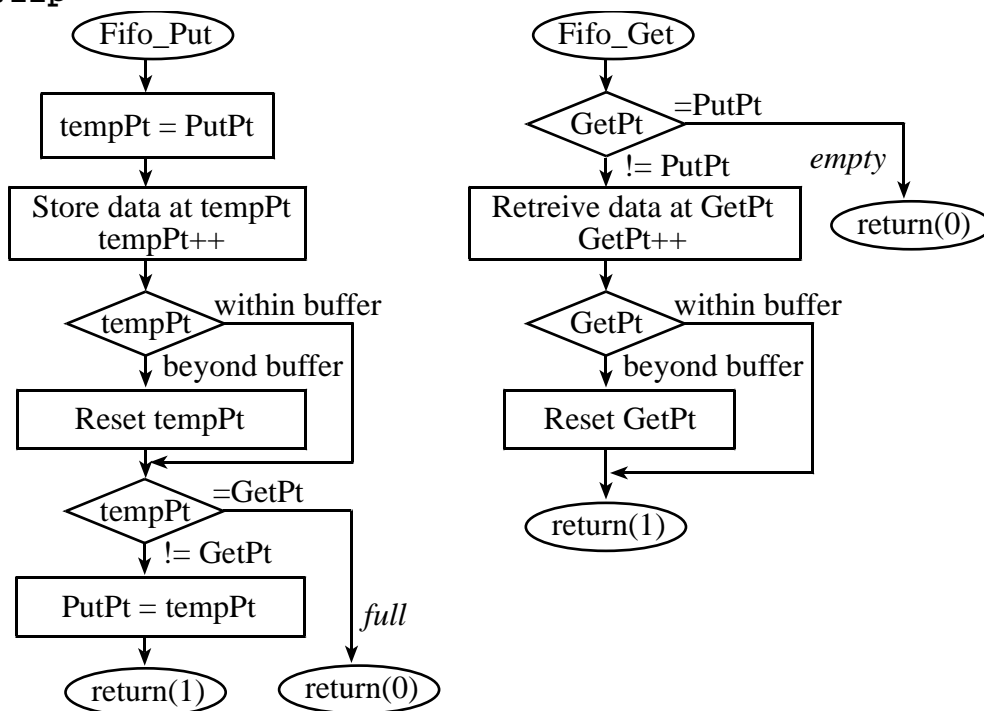 Fifo_Put
tempPt = PutPt
Store data at tempPt
tempPt++
tempPt
within buffer
beyond buffer
Reset tempPt
tempPt
=GetPt
!= GetPt
PutPt = tempPt
full
return(1)
return(0)
Fifo_Get
GetPt
=PutPt
!= PutPt
empty
return(0)
Retreive data at GetPt
GetPt++
GetPt
within buffer
beyond buffer
Reset GetPt
return(1)